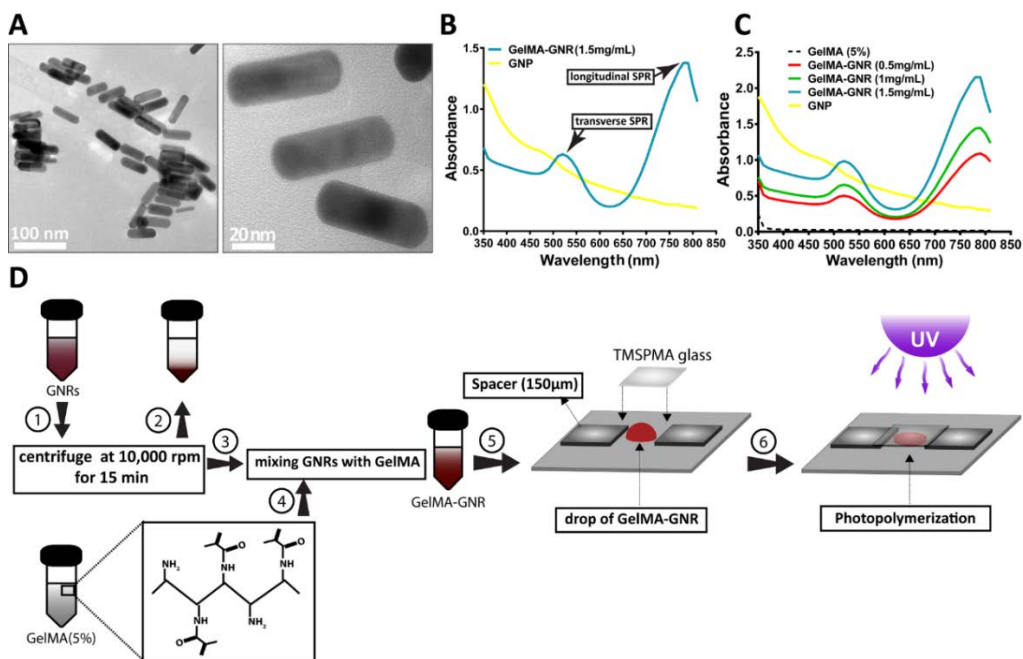 A
100 nm
20nm
B
GelMA-GNR (1.5mg/mL)
GNP
longitudinal SPR
transverse SPR
Absorbance
1.5
1.0
0.5
0.0
350 400 450 500 550 600 650 700 750 800 850
Wavelength (nm)
C
GelMA (5%)
GelMA-GNR (0.5mg/mL)
GelMA-GNR (1mg/mL)
GelMA-GNR (1.5mg/mL)
GNP
Absorbance
2.5
2.0
1.5
1.0
0.5
0.0
350 400 450 500 550 600 650 700 750 800 850
Wavelength (nm)
D
GNRs
1
2
centrifuge at 10,000 rpm
for 15 min
3
mixing GNRs with GelMA
4
GelMA(5%)
NH₂
NH
O
NH
O
NH
O
NH₂
GelMA-GNR
5
Spacer (150µm)
TMSPMA glass
drop of GelMA-GNR
6
UV
Photopolymerization